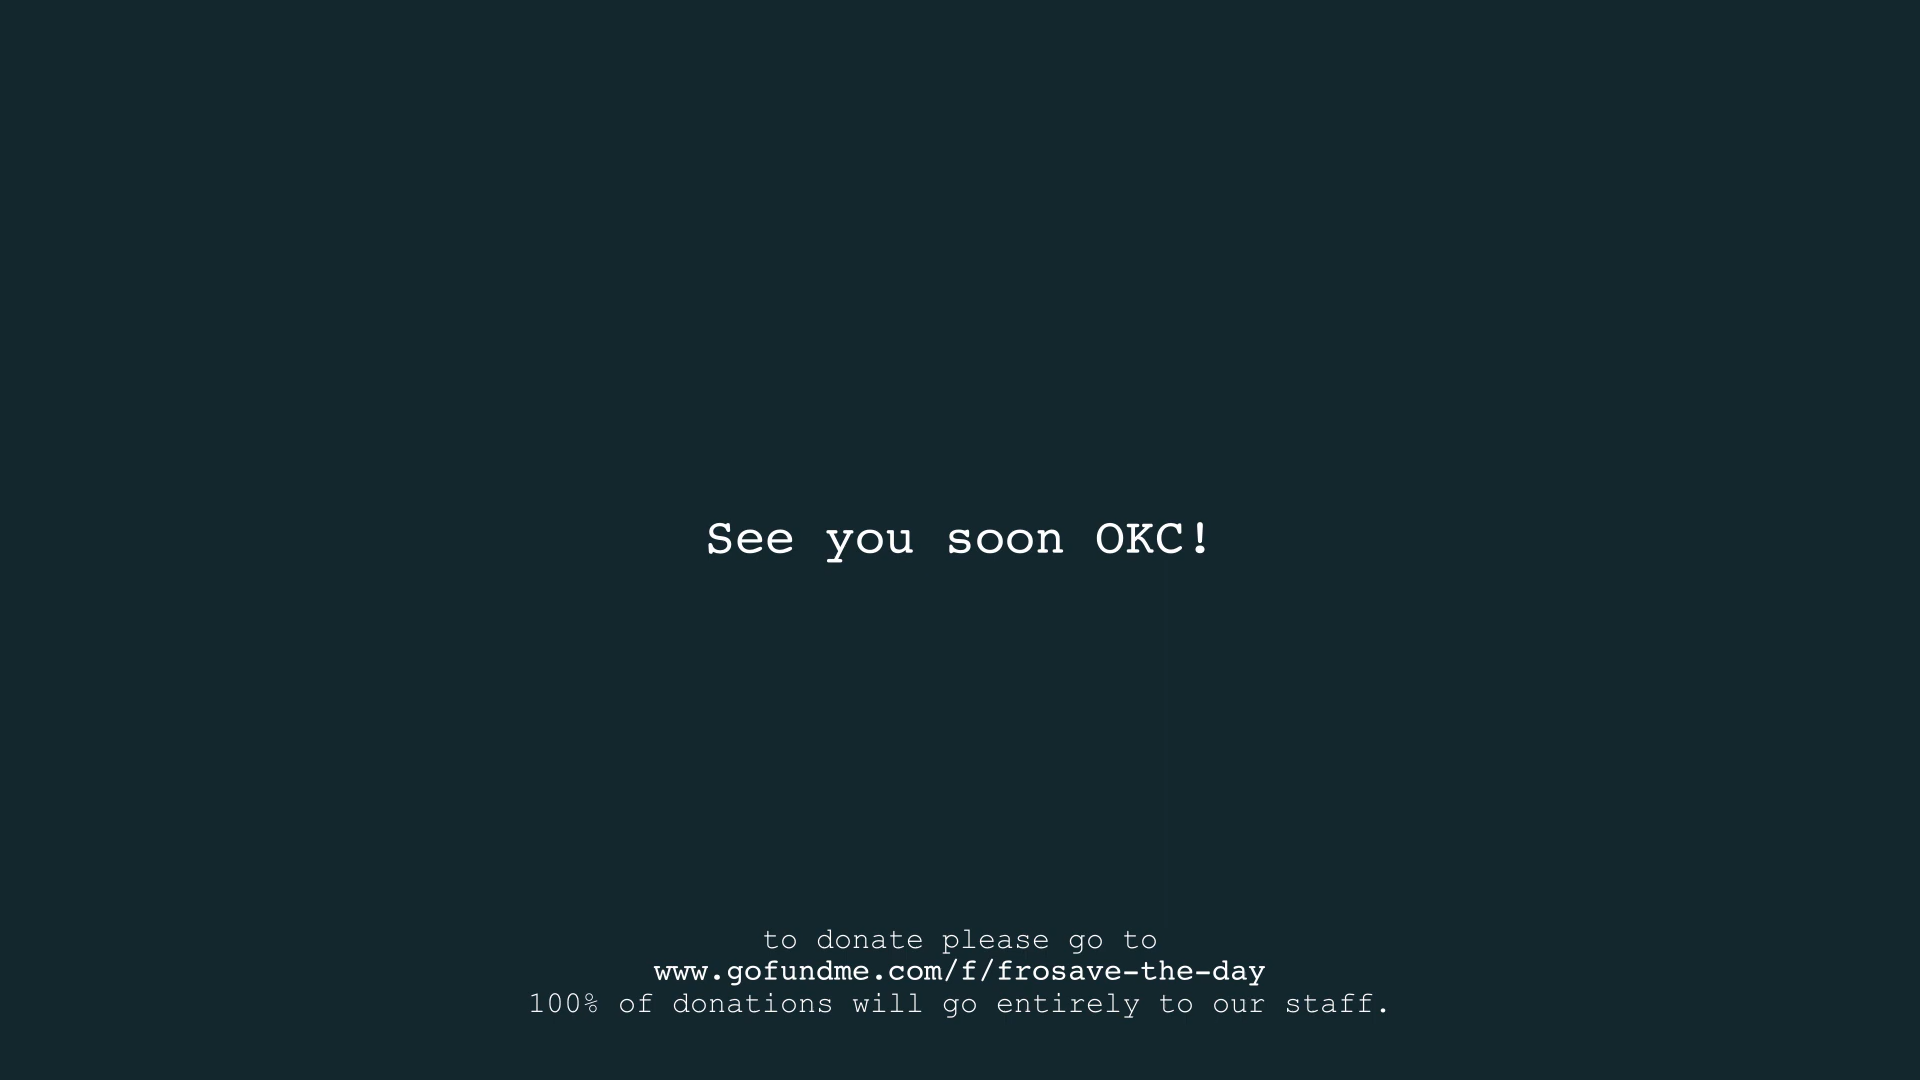 See you soon OKC!
to donate please go to
www.gofundme.com/f/frosave-the-day
100% of donations will go entirely to our staff.